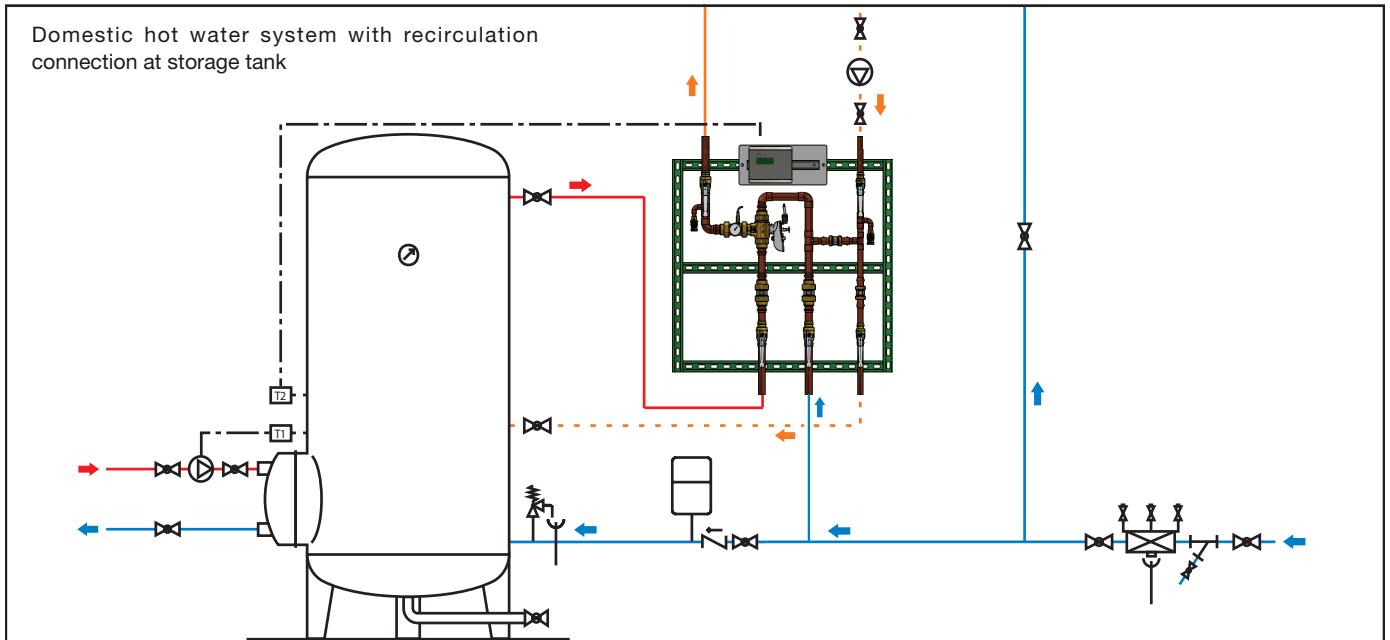 Domestic hot water system with recirculation
connection at storage tank
T2
T1